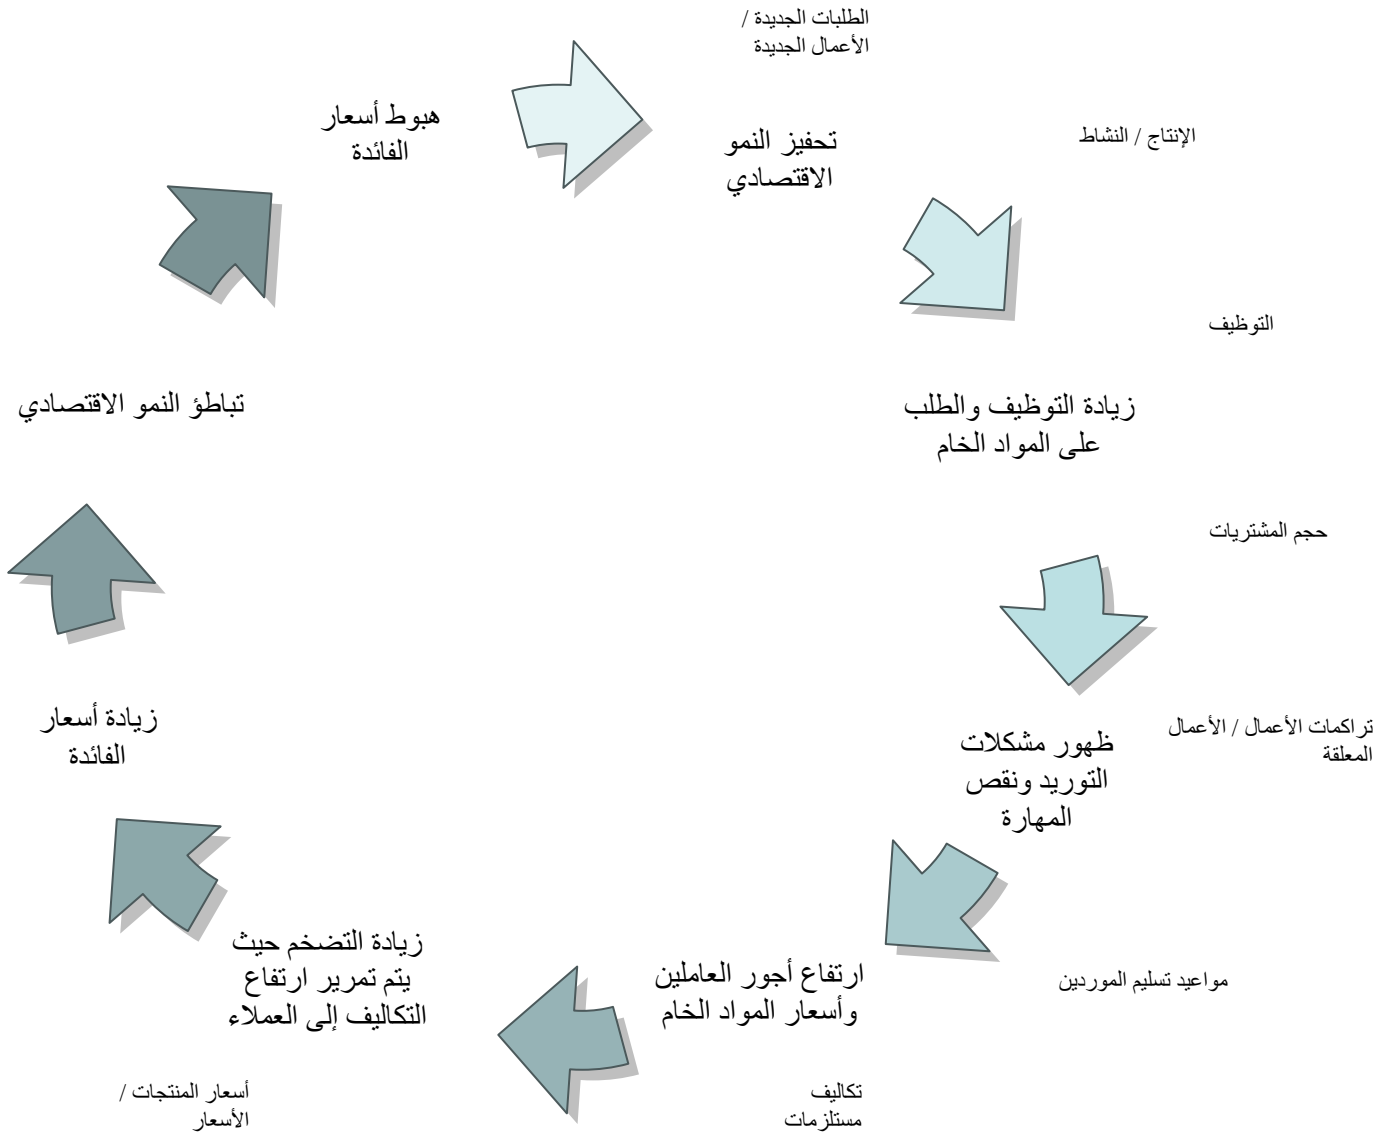 الطلبات الجديدة /
الأعمال الجديدة
هبوط أسعار
الفائدة
تحفيز النمو
الاقتصادي
الإنتاج / النشاط
التوظيف
تباطؤ النمو الاقتصادي
زيادة التوظيف والطلب
على المواد الخام
حجم المشتريات
زيادة أسعار
الفائدة
ظهور مشكلات
التوريد ونقص
المهارة
تراكمات الأعمال / الأعمال
المعلقة
زيادة التضخم حيث
يتم تمرير ارتفاع
التكاليف إلى العملاء
ارتفاع أجور العاملين
وأسعار المواد الخام
مواعيد تسليم الموردين
أسعار المنتجات /
الأسعار
تكاليف
مستلزمات